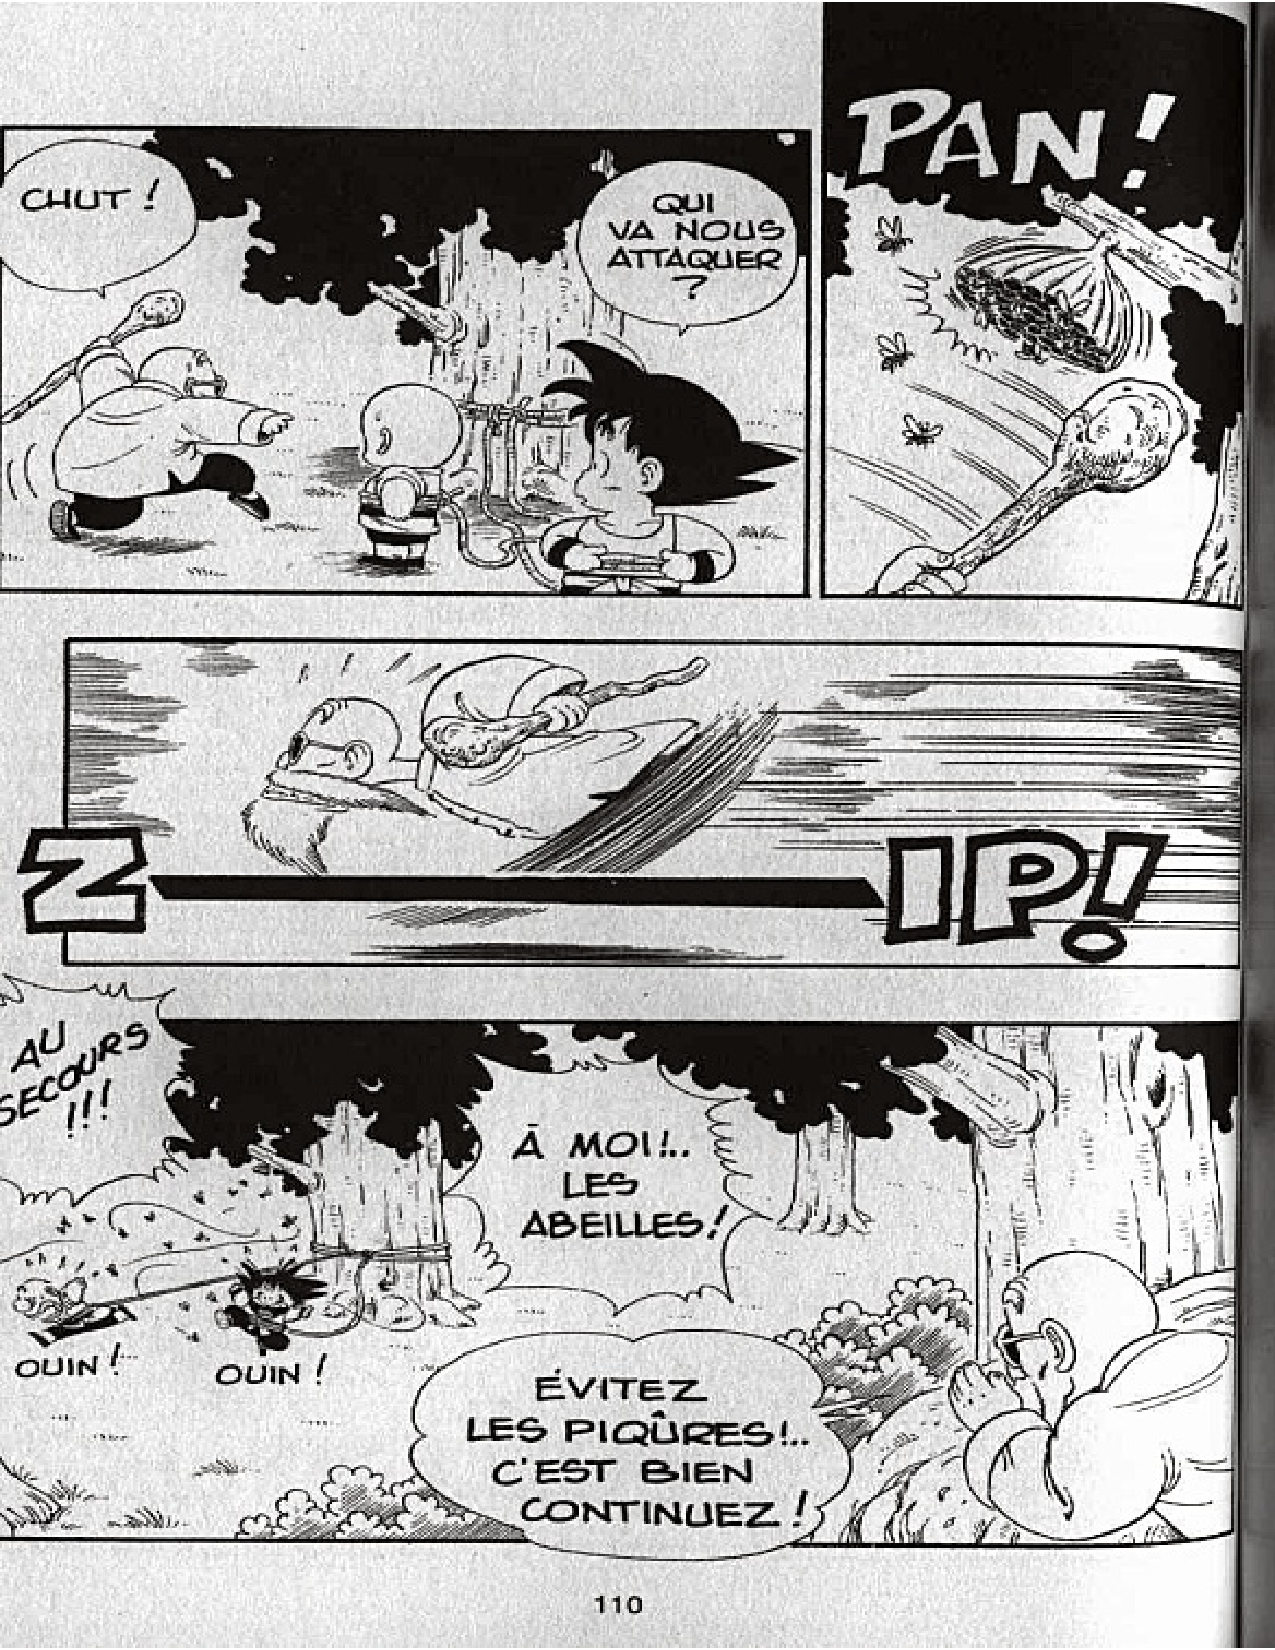 CHUT !
QUI
VA NOUS
ATTAQUER
?
PAN !
ZIP !
AU
SECOURS
!!!
À MOI !..
LES
ABEILLES !
OUIN !
OUIN !
ÉVITEZ
LES PIQÛRES !..
C'EST BIEN
CONTINUEZ !
110